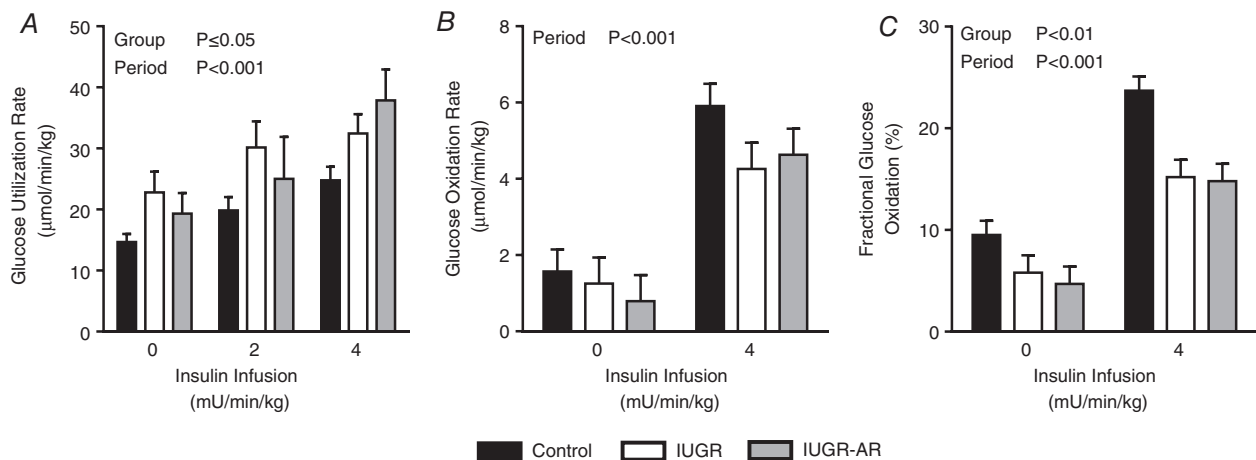 A
Group P≤0.05
Period P<0.001
Glucose Utilization Rate
(μmol/min/kg)
50
40
30
20
10
0
0 2 4
Insulin Infusion
(mU/min/kg)
B
Period P<0.001
Glucose Oxidation Rate
(μmol/min/kg)
8
6
4
2
0
0 4
Insulin Infusion
(mU/min/kg)
C
Group P<0.01
Period P<0.001
Fractional Glucose
Oxidation (%)
30
20
10
0
0 4
Insulin Infusion
(mU/min/kg)
Control IUGR IUGR-AR